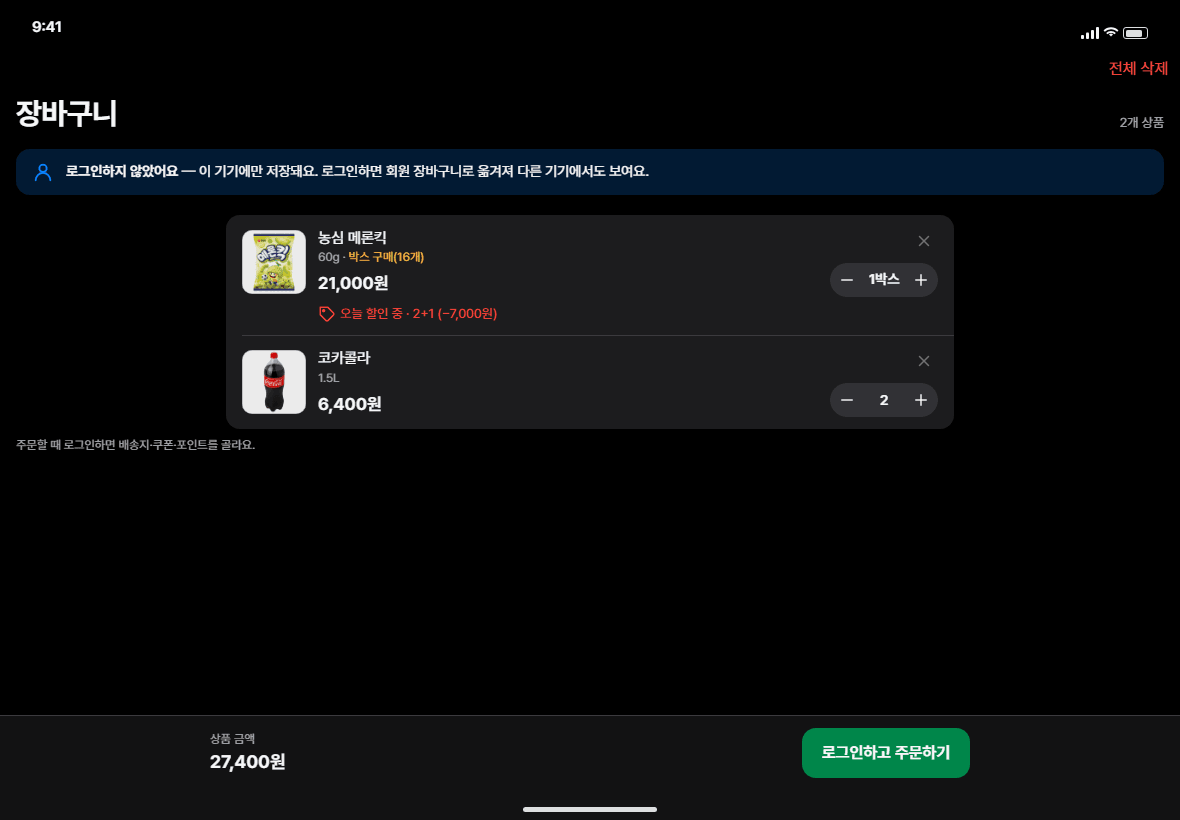 9:41
전체 삭제
장바구니
2개 상품
로그인하지 않았어요 — 이 기기에만 저장돼요. 로그인하면 회원 장바구니로 옮겨져 다른 기기에서도 보여요.
메론킥
농심 메론킥
60g · 박스 구매(16개)
21,000원
1박스
오늘 할인 중 · 2+1 (−7,000원)
Coca-Cola
코카콜라
1.5L
6,400원
2
주문할 때 로그인하면 배송지·쿠폰·포인트를 골라요.
상품 금액
27,400원
로그인하고 주문하기